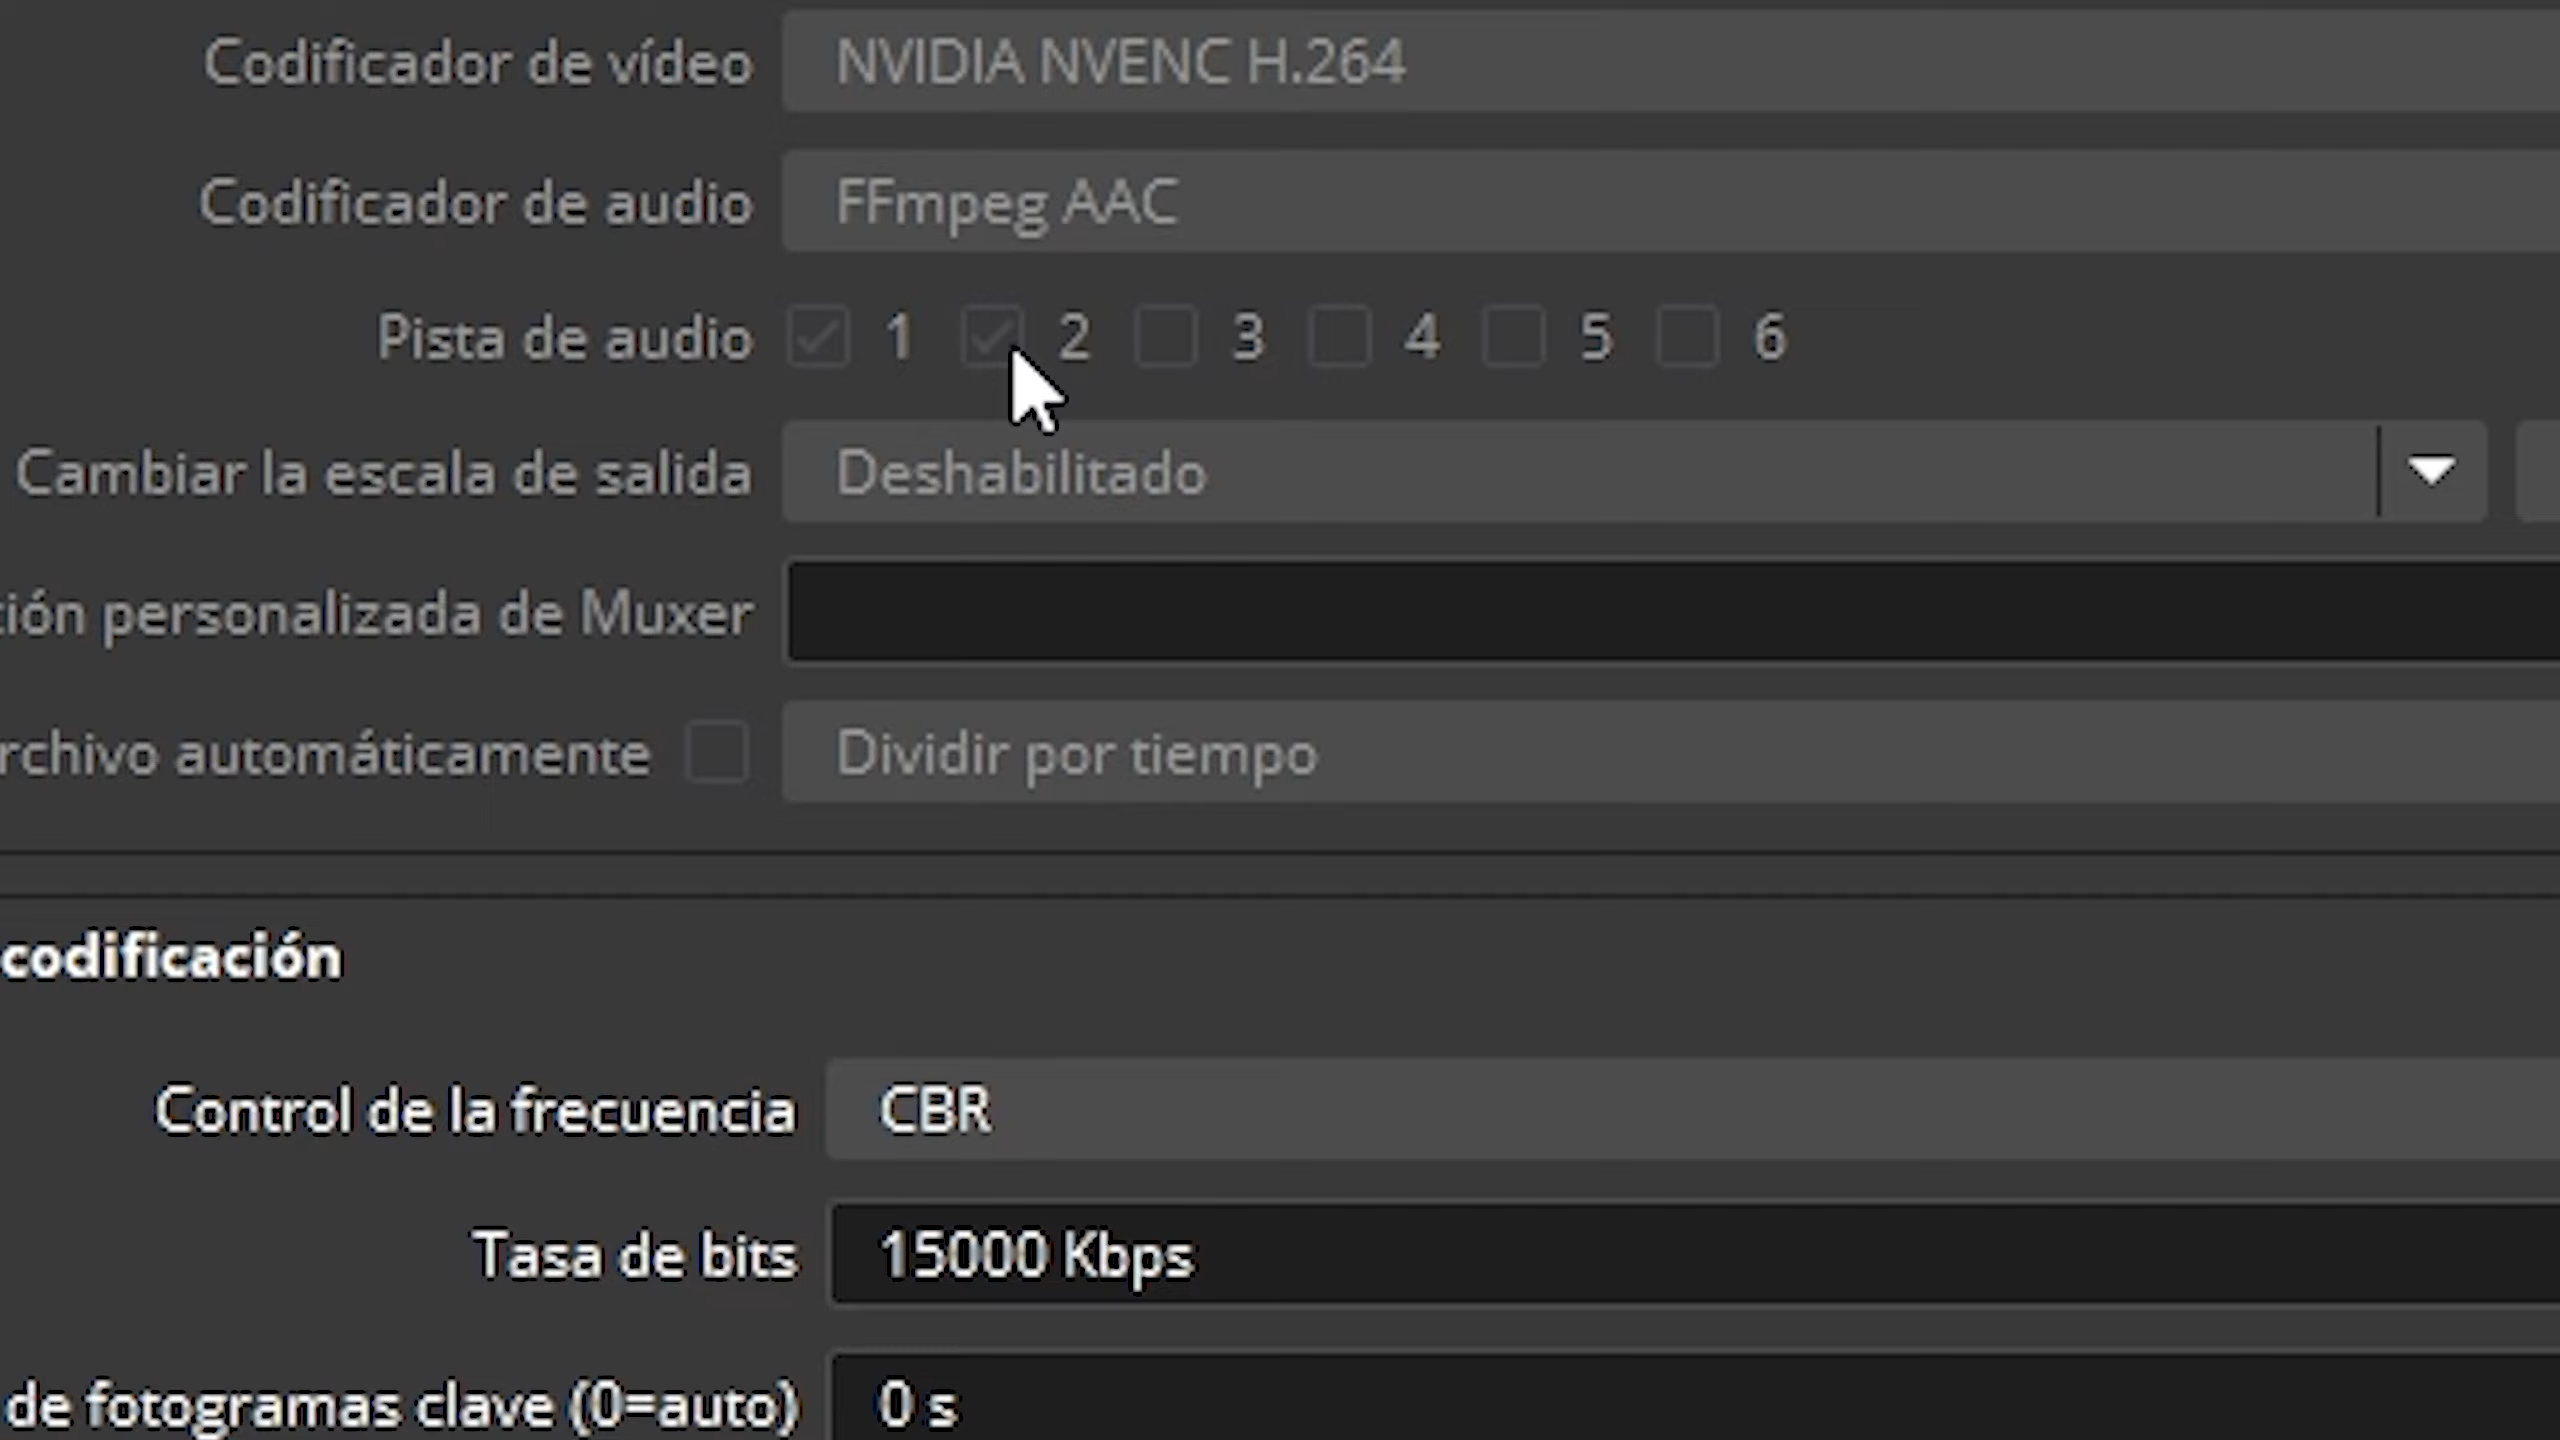 Codificador de vídeo NVIDIA NVENC H.264
Codificador de audio FFmpeg AAC
Pista de audio 1 2 3 4 5 6
Cambiar la escala de salida Deshabilitado
ción personalizada de Muxer
rchivo automáticamente Dividir por tiempo
codificación
Control de la frecuencia CBR
Tasa de bits 15000 Kbps
de fotogramas clave (0=auto) 0 s